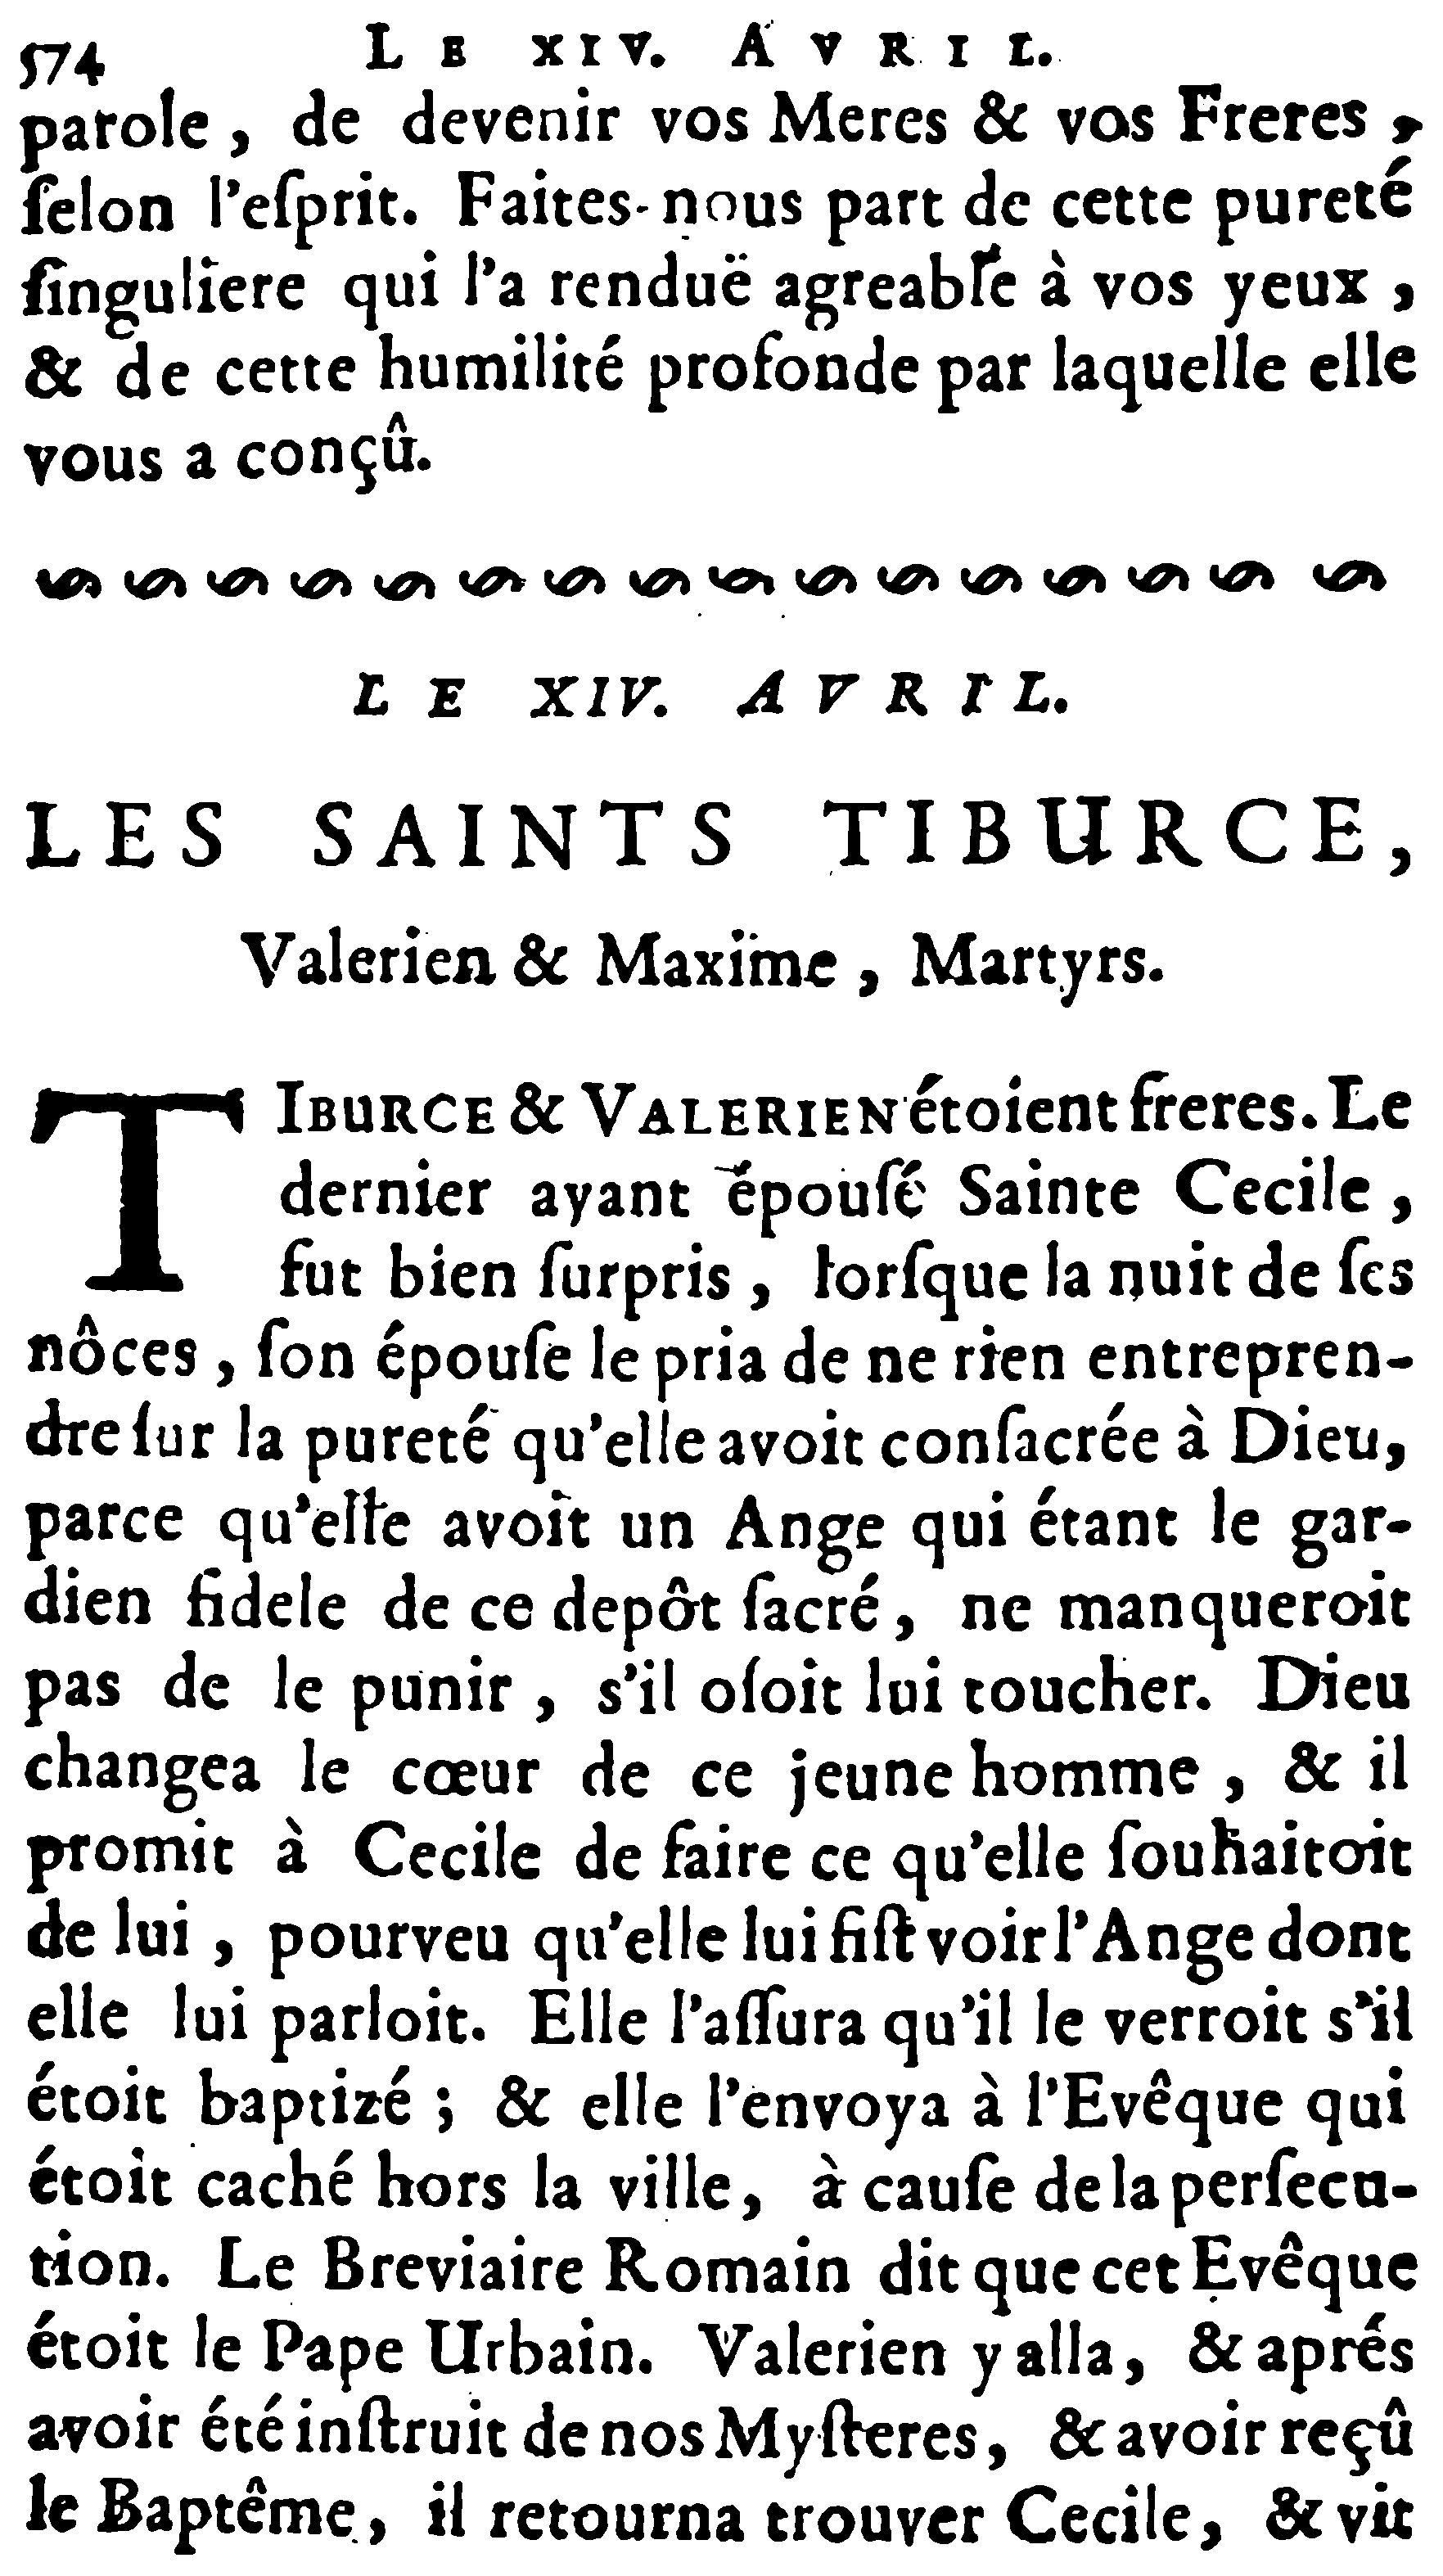 574 LE XIV. AVRIL.
parole, de devenir vos Meres & vos Freres,
ſelon l'eſprit. Faites-nous part de cette pureté
ſinguliere qui l'a renduë agreable à vos yeux,
& de cette humilité profonde par laquelle elle
vous a conçû.
LE XIV. AVRIL.
LES SAINTS TIBURCE,
Valerien & Maxime, Martyrs.
TIBURCE & VALERIEN étoient freres. Le
dernier ayant épouſé Sainte Cecile,
fut bien ſurpris, lorſque la nuit de ſes
nôces, ſon épouſe le pria de ne rien entrepren-
dre ſur la pureté qu'elle avoit conſacrée à Dieu,
parce qu'elle avoit un Ange qui étant le gar-
dien fidele de ce depôt ſacré, ne manqueroit
pas de le punir, s'il oſoit lui toucher. Dieu
changea le cœur de ce jeune homme, & il
promit à Cecile de faire ce qu'elle ſouhaitoit
de lui, pourveu qu'elle lui fiſt voir l'Ange dont
elle lui parloit. Elle l'aſſura qu'il le verroit s'il
étoit baptizé; & elle l'envoya à l'Evêque qui
étoit caché hors la ville, à cauſe de la perſecu-
tion. Le Breviaire Romain dit que cet Evêque
étoit le Pape Urbain. Valerien y alla, & aprés
avoir été inſtruit de nos Myſteres, & avoir reçû
le Baptême, il retourna trouver Cecile, & vit